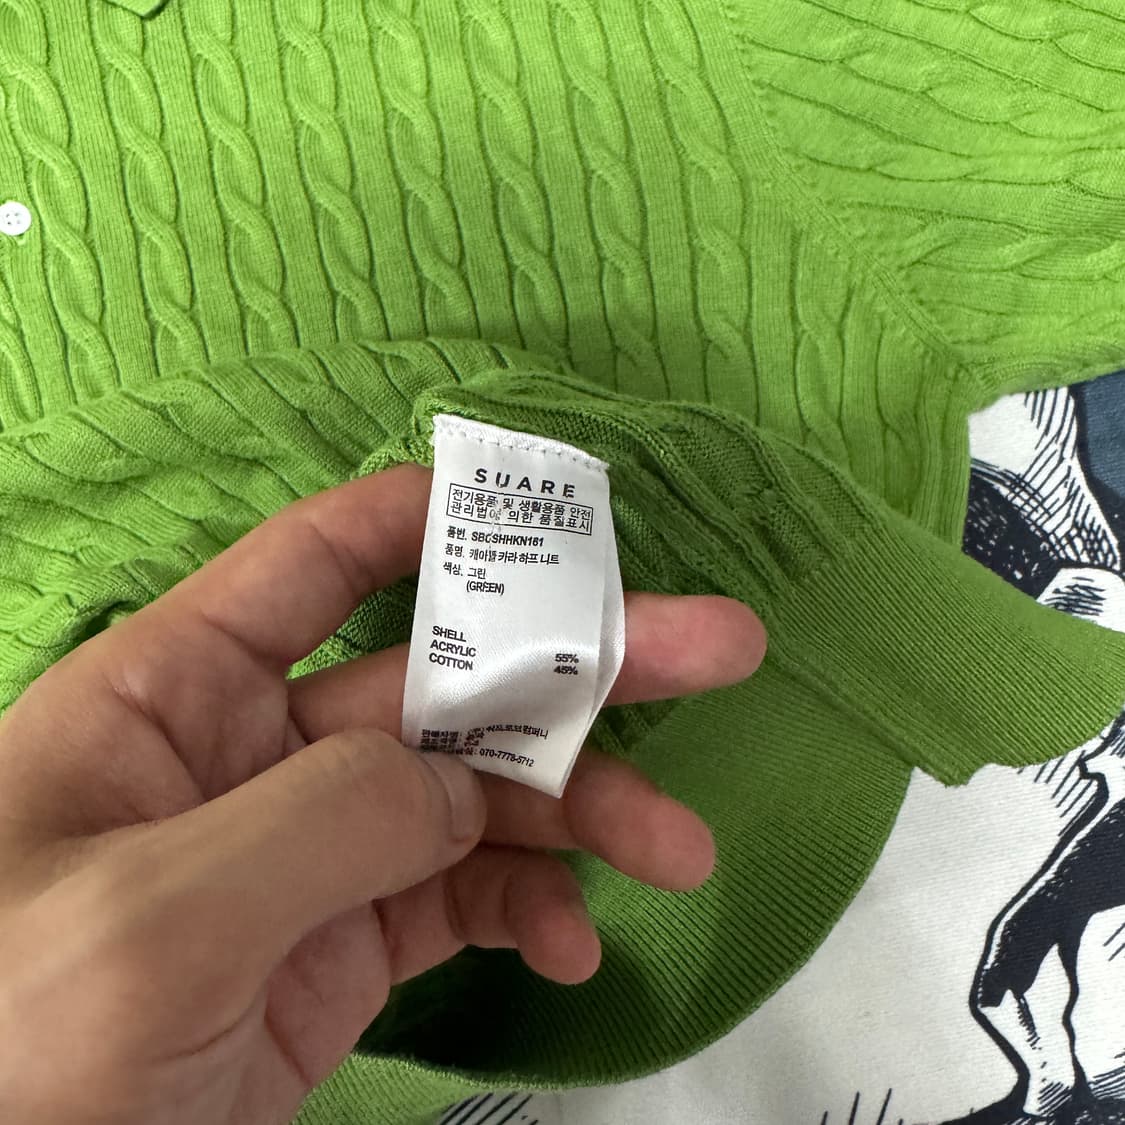 SUARE
전기용품 및 생활용품 안전
관리법에 의한 품질표시
품번. SBCSHHKN161
품명. 케이블 카라 하프 니트
색상. 그린
(GREEN)
SHELL
ACRYLIC 55%
COTTON 45%
070-7778-5712